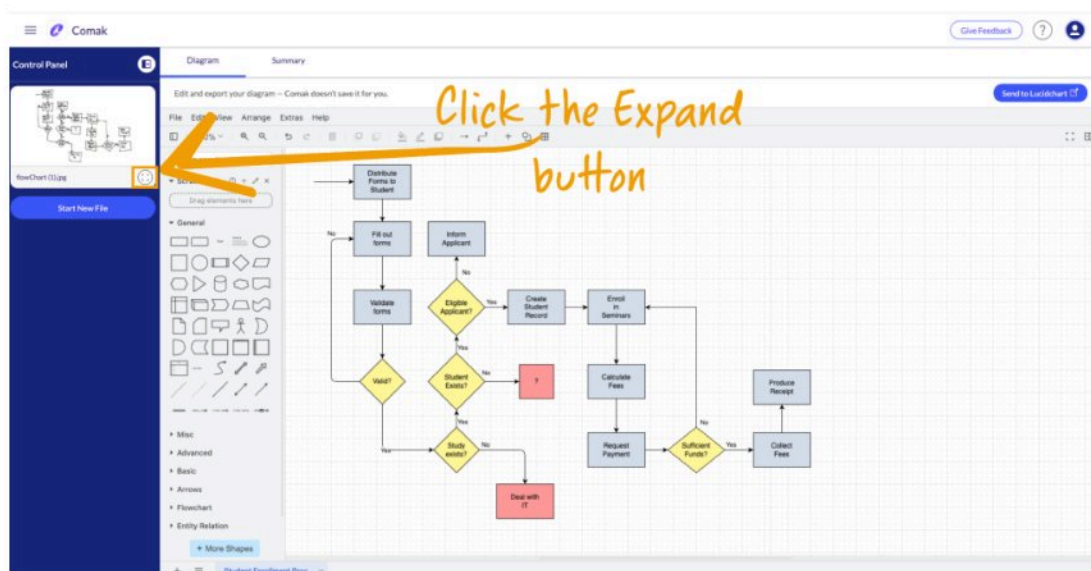 Comak
Give Feedback
?
Control Panel
Diagram
Summary
Edit and export your diagram — Comak doesn't save it for you.
Send to Lucidchart
Click the Expand
button
File Edit View Arrange Extras Help
flowChart (1).jpg
Start New File
Drag elements here
General
Misc
Advanced
Basic
Arrows
Flowchart
Entity Relation
+ More Shapes
Distribute
Forms to
Student
No
Fill out
forms
Inform
Applicant
No
Validate
forms
Eligible
Applicant?
Yes
Create
Student
Record
Enroll
in
Seminars
Yes
Valid?
Student
Exists?
No
?
Calculate
Fees
Produce
Receipt
Yes
No
Yes
Study
exists?
No
Request
Payment
Sufficient
Funds?
Yes
Collect
Fees
Deal with
IT